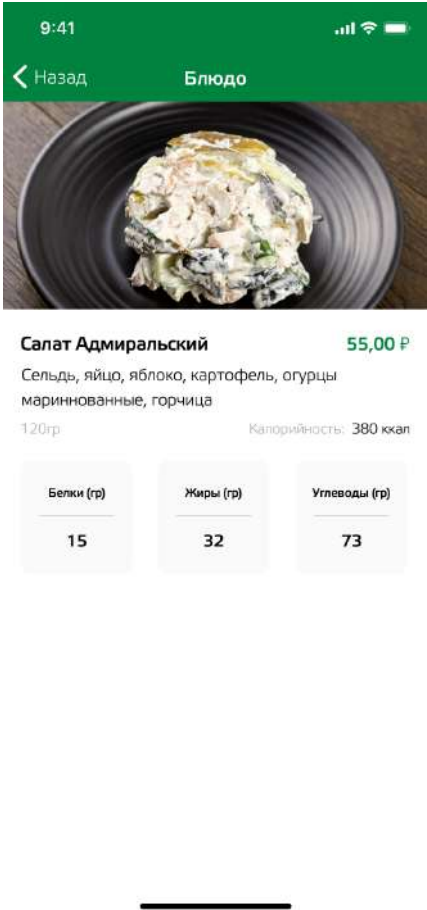 9:41
Назад
Блюдо
Салат Адмиральский
55,00 ₽
Сельдь, яйцо, яблоко, картофель, огурцы
мариннованные, горчица
120гр
Калорийность: 380 ккал
Белки (гр)
Жиры (гр)
Углеводы (гр)
15
32
73